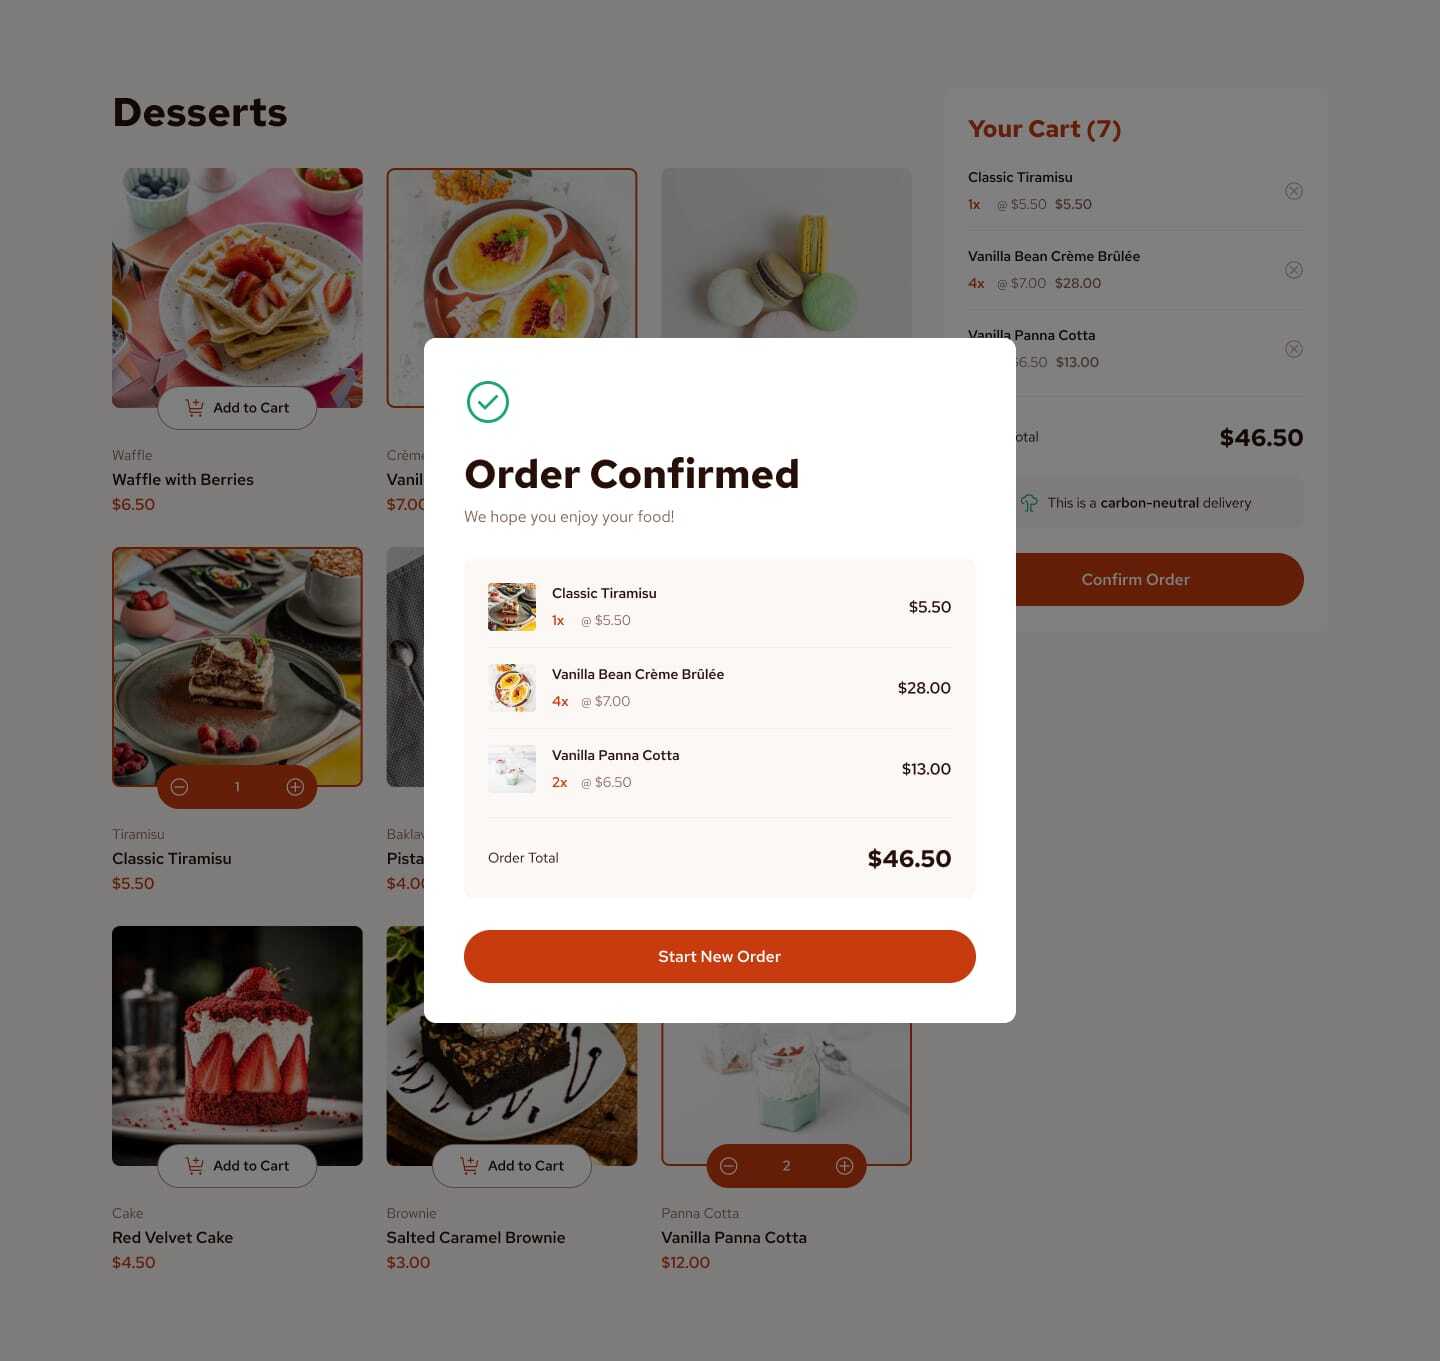 Desserts
Add to Cart
Waffle
Waffle with Berries
$6.50
Crème
Vanil
$7.00
1
Tiramisu
Classic Tiramisu
$5.50
Baklav
Pista
$4.00
Add to Cart
Cake
Red Velvet Cake
$4.50
Add to Cart
Brownie
Salted Caramel Brownie
$3.00
2
Panna Cotta
Vanilla Panna Cotta
$12.00
Your Cart (7)
Classic Tiramisu
1x @ $5.50 $5.50
Vanilla Bean Crème Brûlée
4x @ $7.00 $28.00
Vanilla Panna Cotta
$6.50 $13.00
otal $46.50
This is a carbon-neutral delivery
Confirm Order
Order Confirmed
We hope you enjoy your food!
Classic Tiramisu
1x @ $5.50
$5.50
Vanilla Bean Crème Brûlée
4x @ $7.00
$28.00
Vanilla Panna Cotta
2x @ $6.50
$13.00
Order Total $46.50
Start New Order